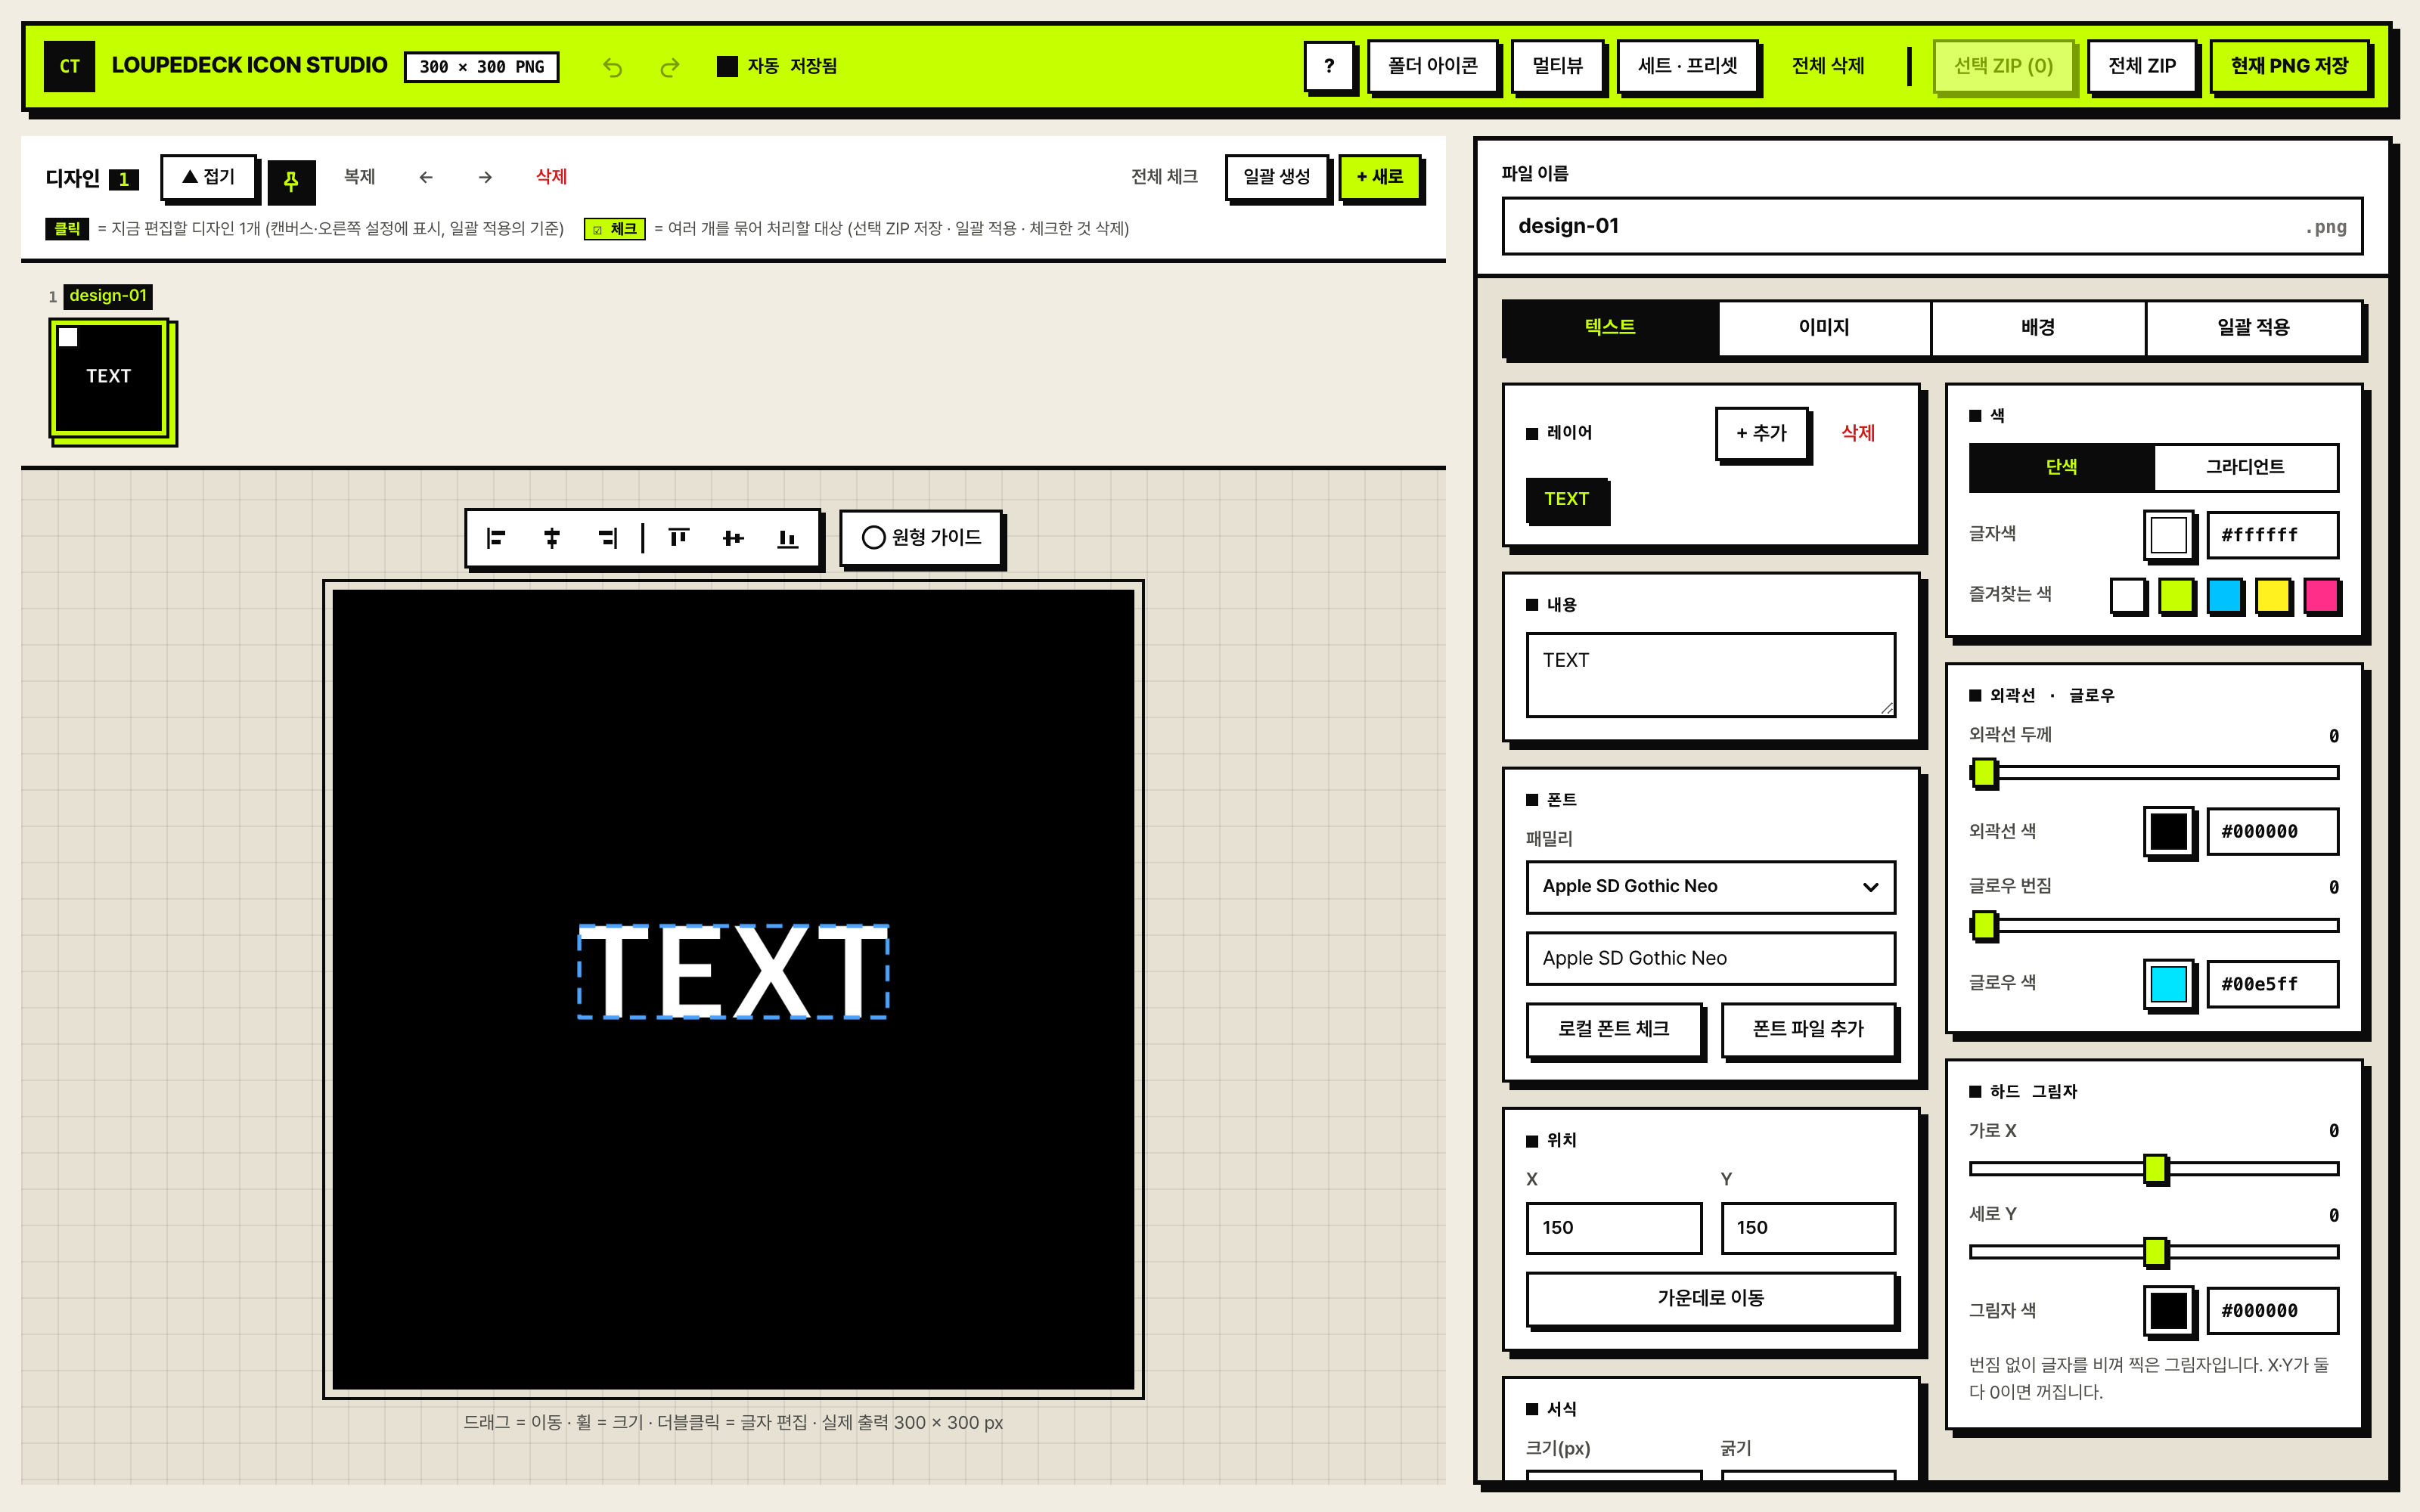 CT LOUPEDECK ICON STUDIO 300 × 300 PNG 자동 저장됨 ? 폴더 아이콘 멀티뷰 세트 · 프리셋 전체 삭제 선택 ZIP (0) 전체 ZIP 현재 PNG 저장
디자인 1 ▲ 접기 복제 ← → 삭제 전체 체크 일괄 생성 + 새로
클릭 = 지금 편집할 디자인 1개 (캔버스·오른쪽 설정에 표시, 일괄 적용의 기준) ☑ 체크 = 여러 개를 묶어 처리할 대상 (선택 ZIP 저장 · 일괄 적용 · 체크한 것 삭제)
1 design-01
TEXT
원형 가이드
TEXT
드래그 = 이동 · 휠 = 크기 · 더블클릭 = 글자 편집 · 실제 출력 300 × 300 px
파일 이름
design-01 .png
텍스트 이미지 배경 일괄 적용
레이어 + 추가 삭제
TEXT
내용
TEXT
폰트
패밀리
Apple SD Gothic Neo
Apple SD Gothic Neo
로컬 폰트 체크 폰트 파일 추가
위치
X Y
150 150
가운데로 이동
서식
크기(px) 굵기
색
단색 그라디언트
글자색 #ffffff
즐겨찾는 색
외곽선 · 글로우
외곽선 두께 0
외곽선 색 #000000
글로우 번짐 0
글로우 색 #00e5ff
하드 그림자
가로 X 0
세로 Y 0
그림자 색 #000000
번짐 없이 글자를 비껴 찍은 그림자입니다. X·Y가 둘
다 0이면 꺼집니다.